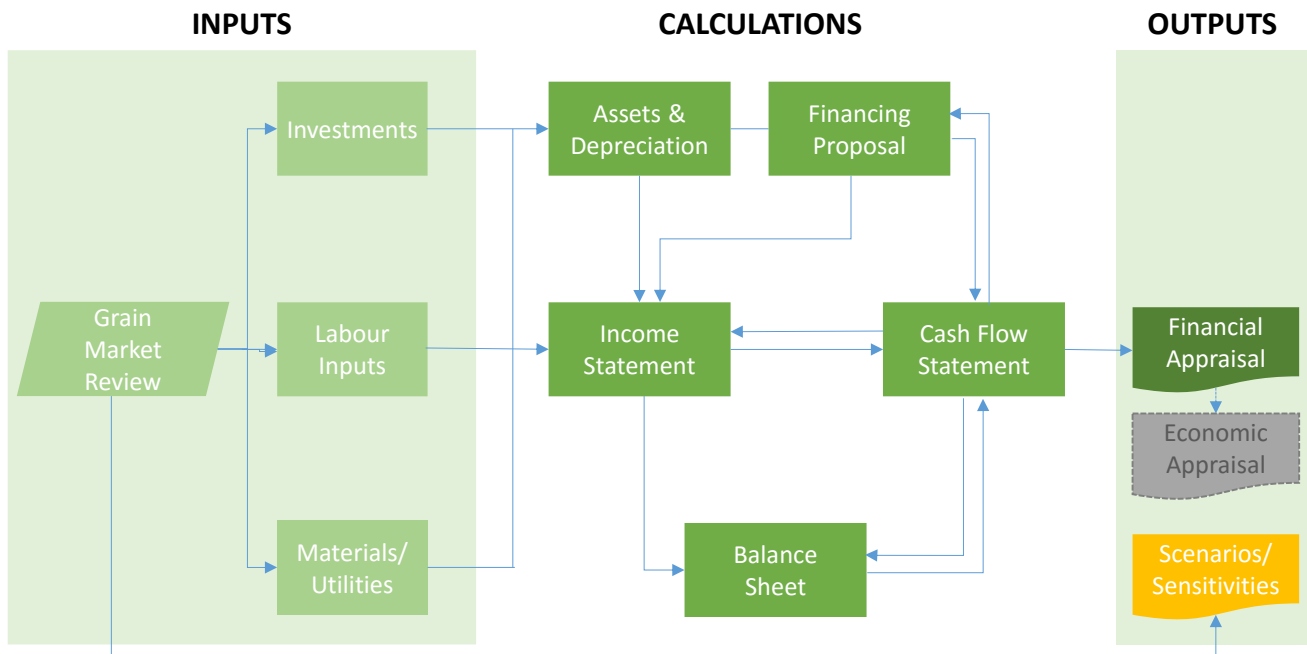 INPUTS
CALCULATIONS
OUTPUTS
Investments
Assets &
Depreciation
Financing
Proposal
Grain
Market
Review
Labour
Inputs
Income
Statement
Cash Flow
Statement
Financial
Appraisal
Economic
Appraisal
Materials/
Utilities
Balance
Sheet
Scenarios/
Sensitivities